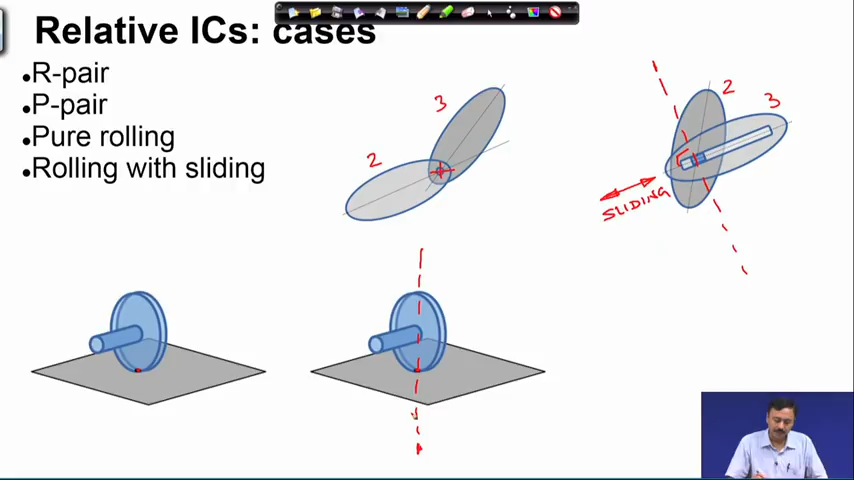 Relative ICs: cases
•R-pair
•P-pair
•Pure rolling
•Rolling with sliding
2
3
2
3
SLIDING